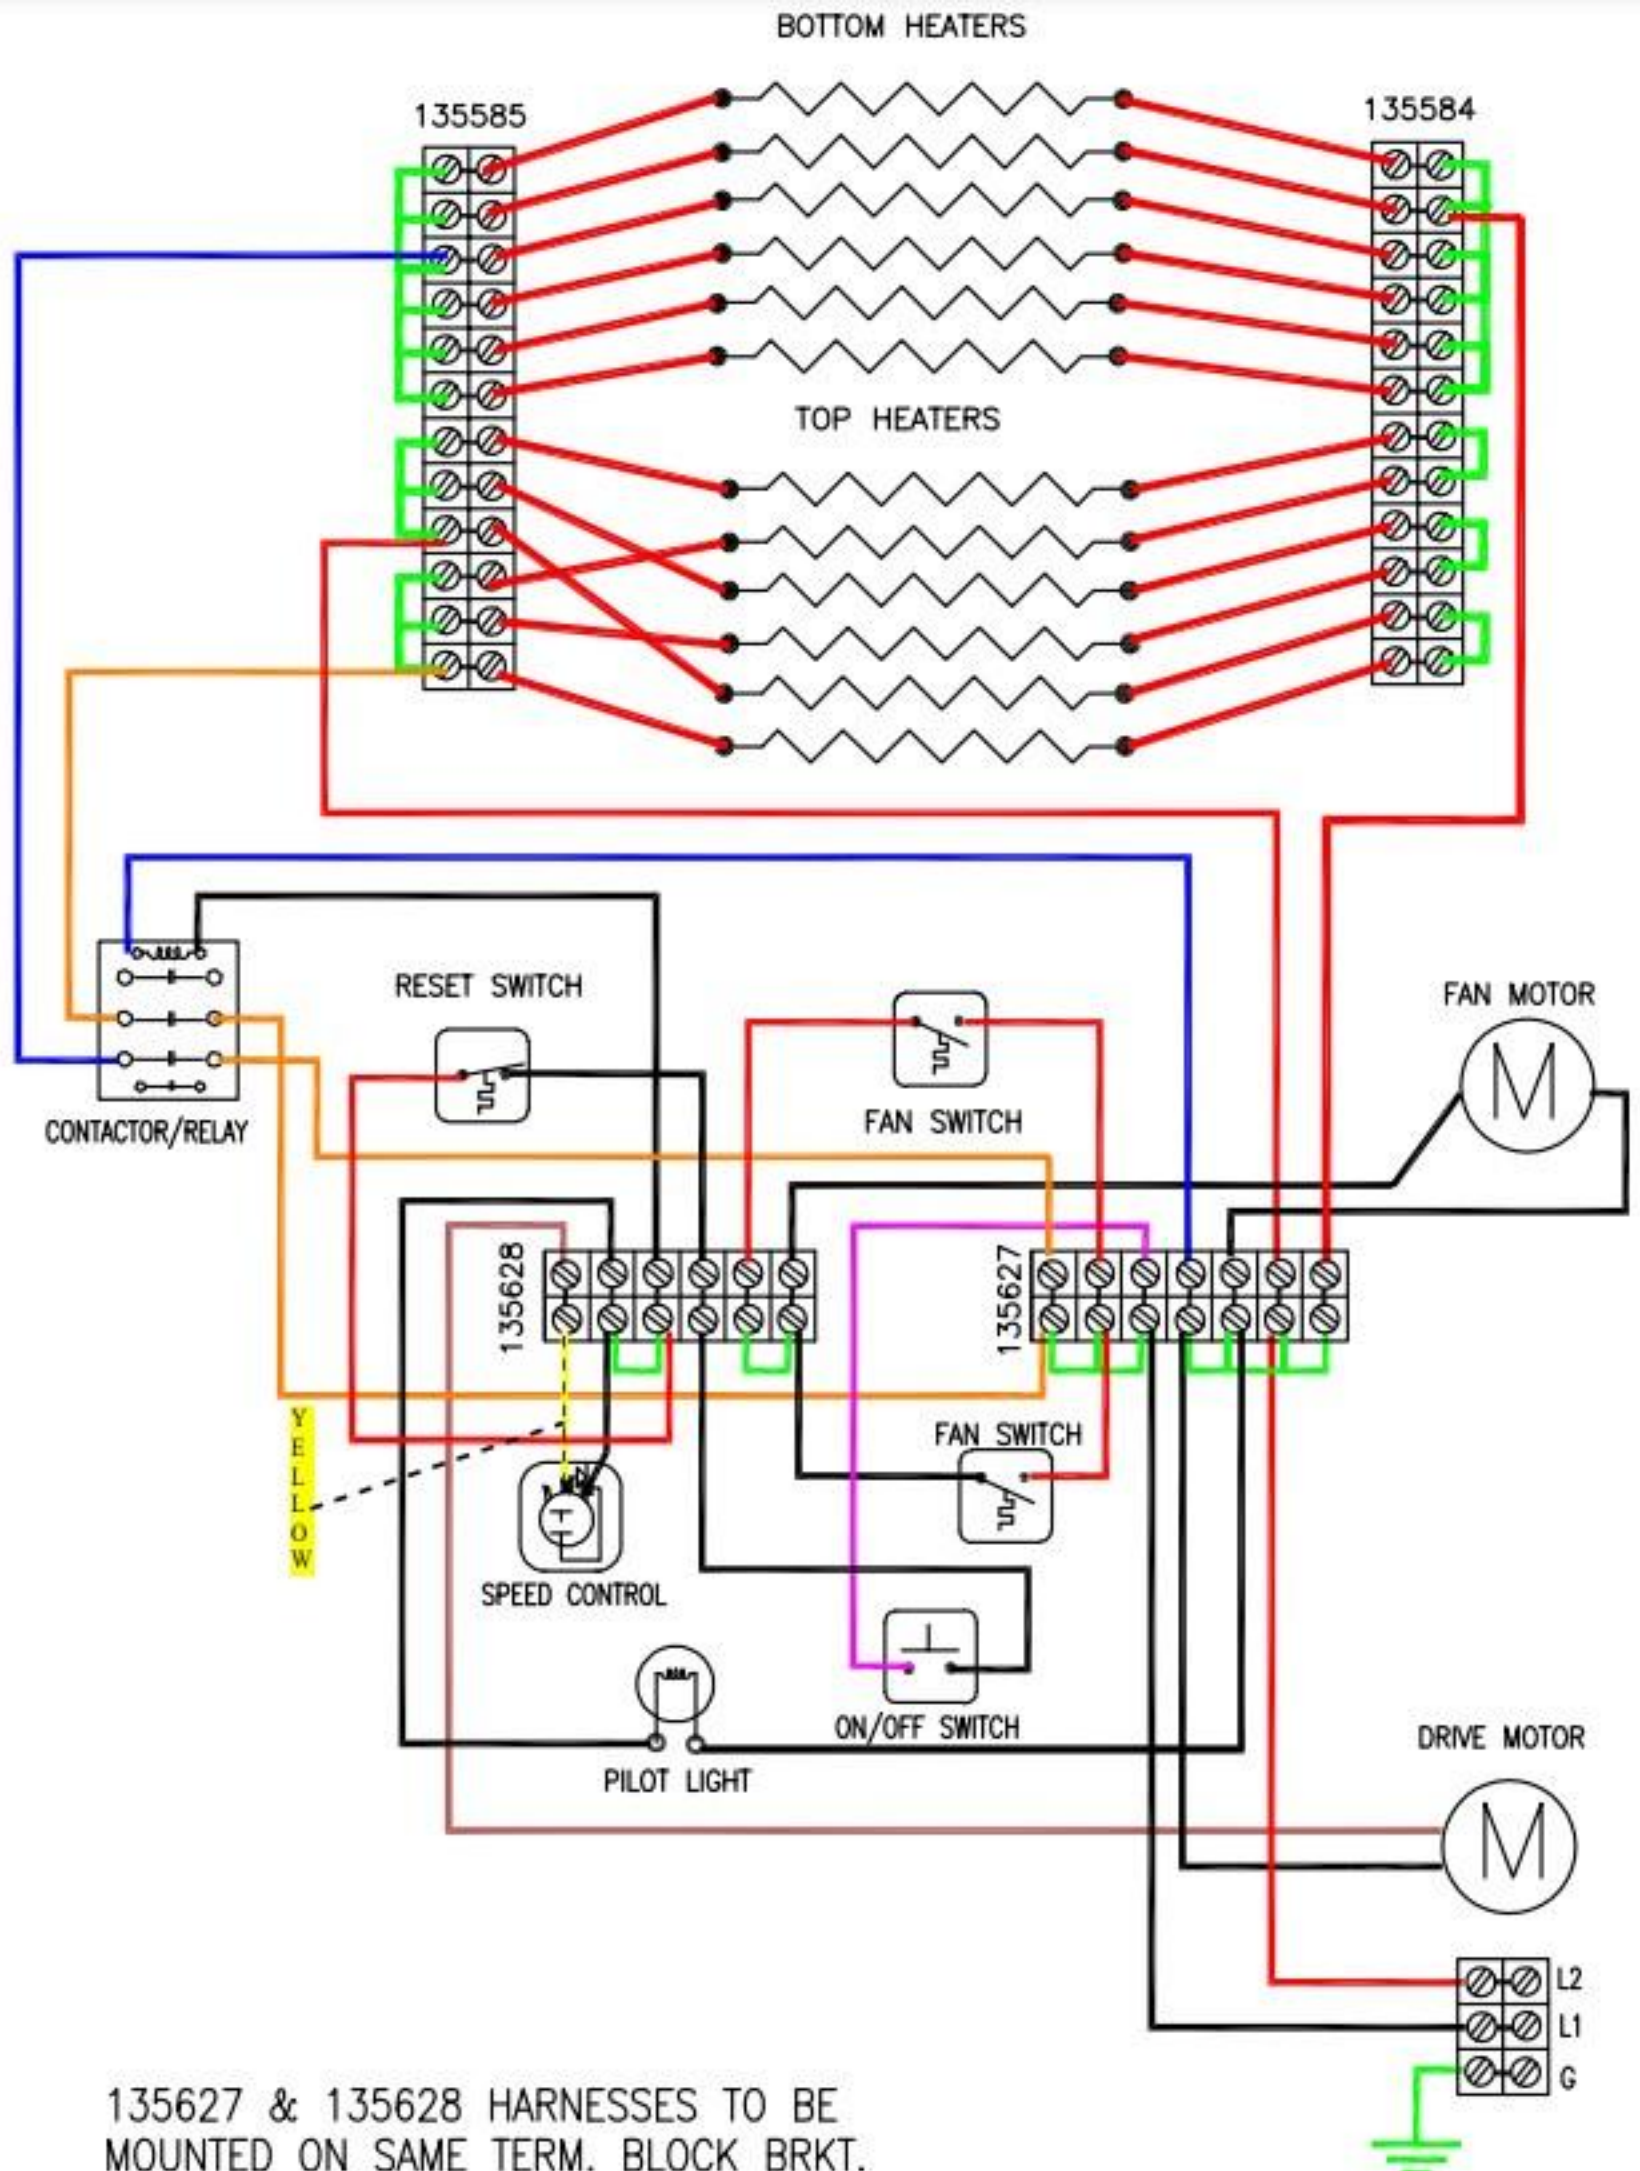 BOTTOM HEATERS
135585
135584
TOP HEATERS
RESET SWITCH
FAN MOTOR
M
FAN SWITCH
CONTACTOR/RELAY
135628
135627
YELLOW
FAN SWITCH
SPEED CONTROL
ON/OFF SWITCH
PILOT LIGHT
DRIVE MOTOR
M
L2
L1
G
135627 & 135628 HARNESSES TO BE
MOUNTED ON SAME TERM. BLOCK BRKT.